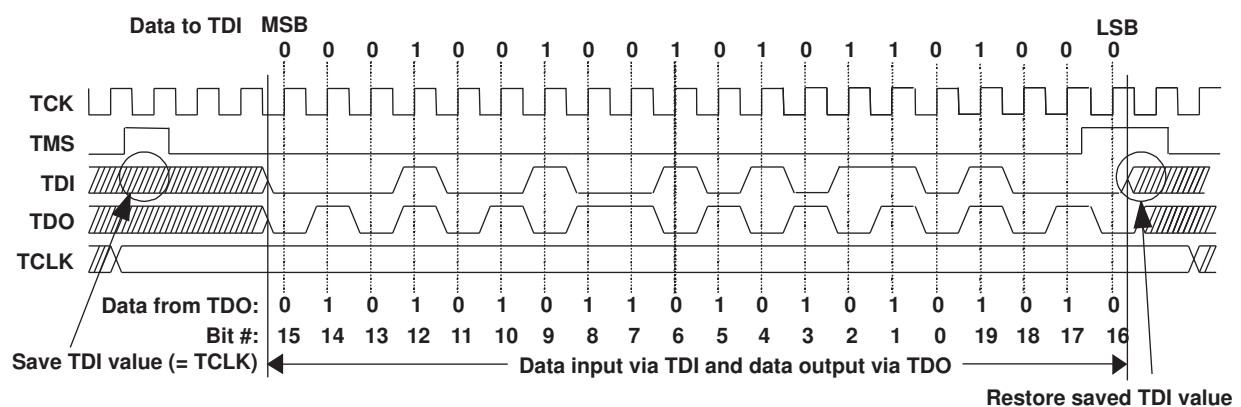 Data to TDI MSB LSB
0 0 0 1 0 0 1 0 0 1 0 1 0 1 1 0 1 0 0 0
TCK
TMS
TDI
TDO
TCLK
Data from TDO: 0 1 0 1 0 1 0 1 1 0 1 0 1 0 1 0 1 0 1 0
Bit #: 15 14 13 12 11 10 9 8 7 6 5 4 3 2 1 0 19 18 17 16
Save TDI value (= TCLK) Data input via TDI and data output via TDO
Restore saved TDI value